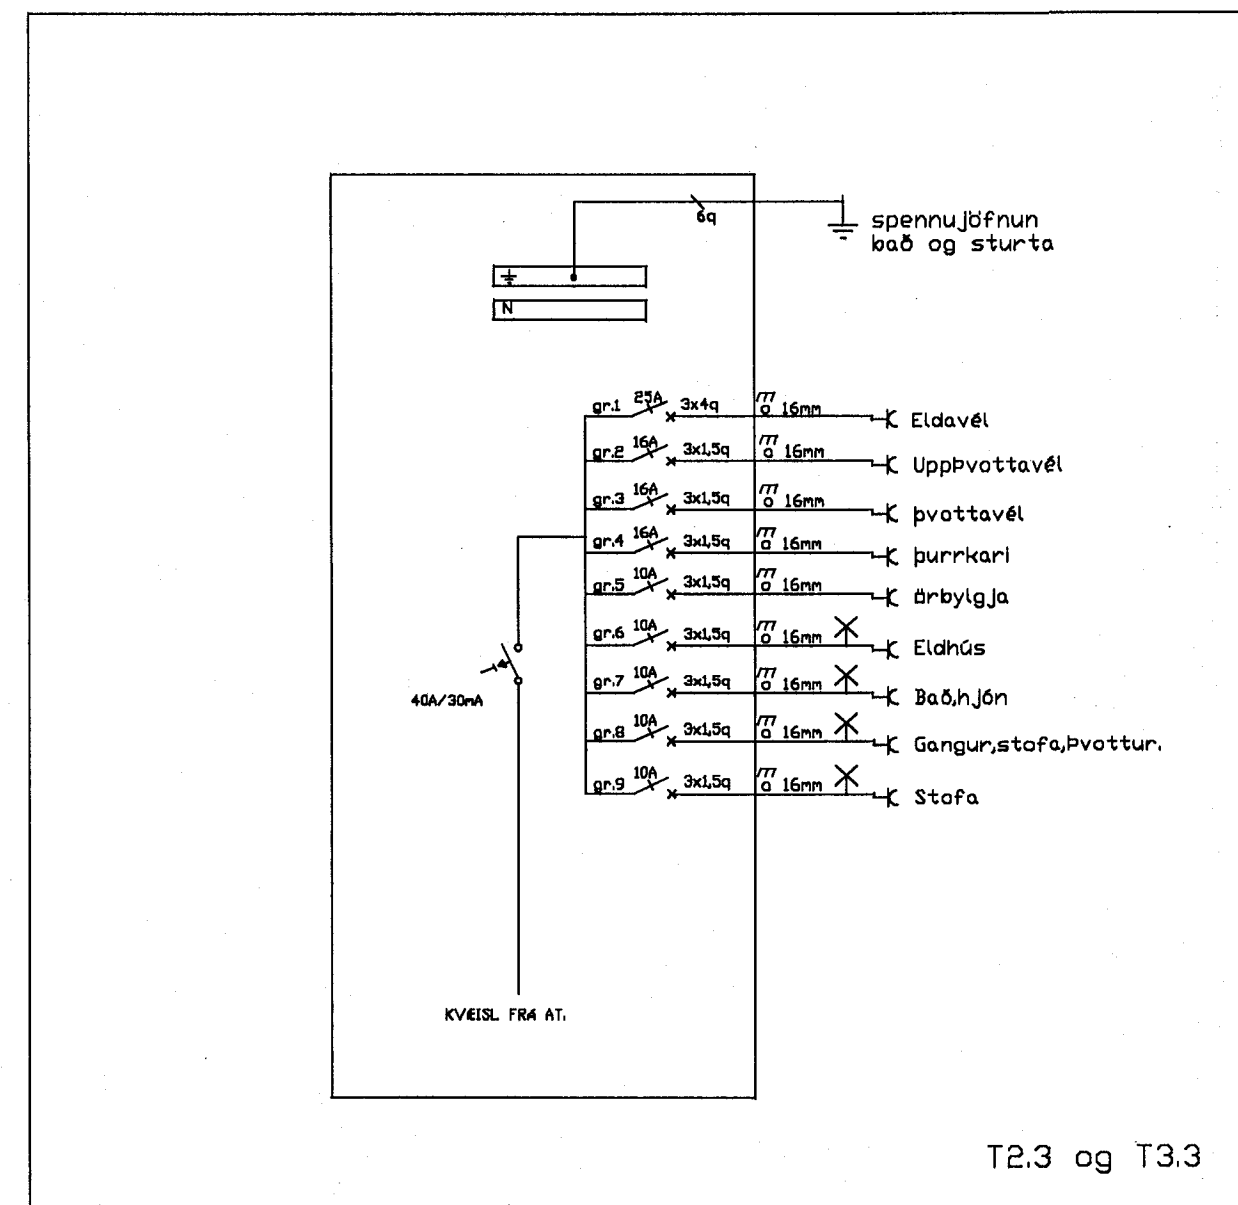 6q
spennujöfnun
bað og sturta
N
gr.1 25A 3x4q 16mm Eldavél
gr.2 16A 3x1,5q 16mm Uppþvottavél
gr.3 16A 3x1,5q 16mm þvottavél
gr.4 16A 3x1,5q 16mm þurrkari
gr.5 10A 3x1,5q 16mm örbylgja
gr.6 10A 3x1,5q 16mm Eldhús
gr.7 10A 3x1,5q 16mm Bað,hjón
gr.8 10A 3x1,5q 16mm Gangur,stofa,Þvottur.
gr.9 10A 3x1,5q 16mm Stofa
40A/30mA
KVÆISL FRÁ AT.
T2.3 og T3.3